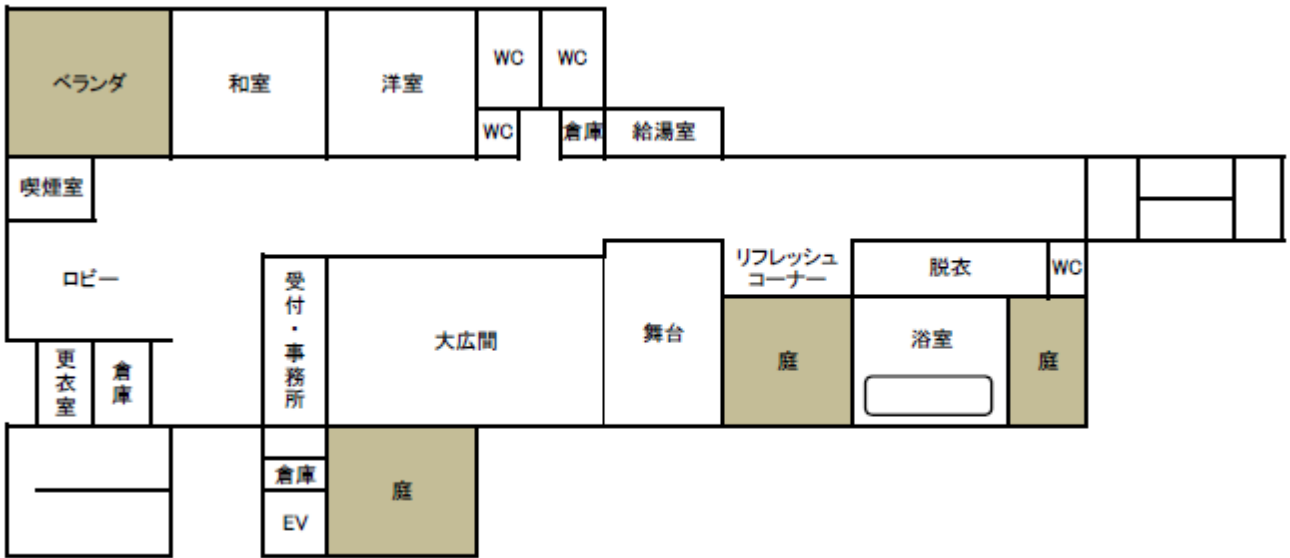 ベランダ
和室
洋室
WC
WC
WC
倉庫
給湯室
喫煙室
ロビー
受付・事務所
大広間
舞台
リフレッシュ
コーナー
脱衣
WC
浴室
庭
庭
更衣室
倉庫
倉庫
EV
庭